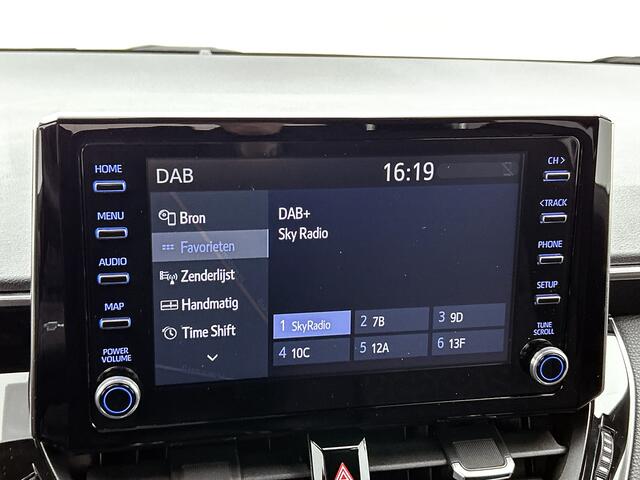 HOME
MENU
AUDIO
MAP
POWER
VOLUME
DAB
16:19
Bron
Favorieten
Zenderlijst
Handmatig
Time Shift
DAB+
Sky Radio
1 SkyRadio
2 7B
3 9D
4 10C
5 12A
6 13F
CH >
< TRACK
PHONE
SETUP
TUNE
SCROLL